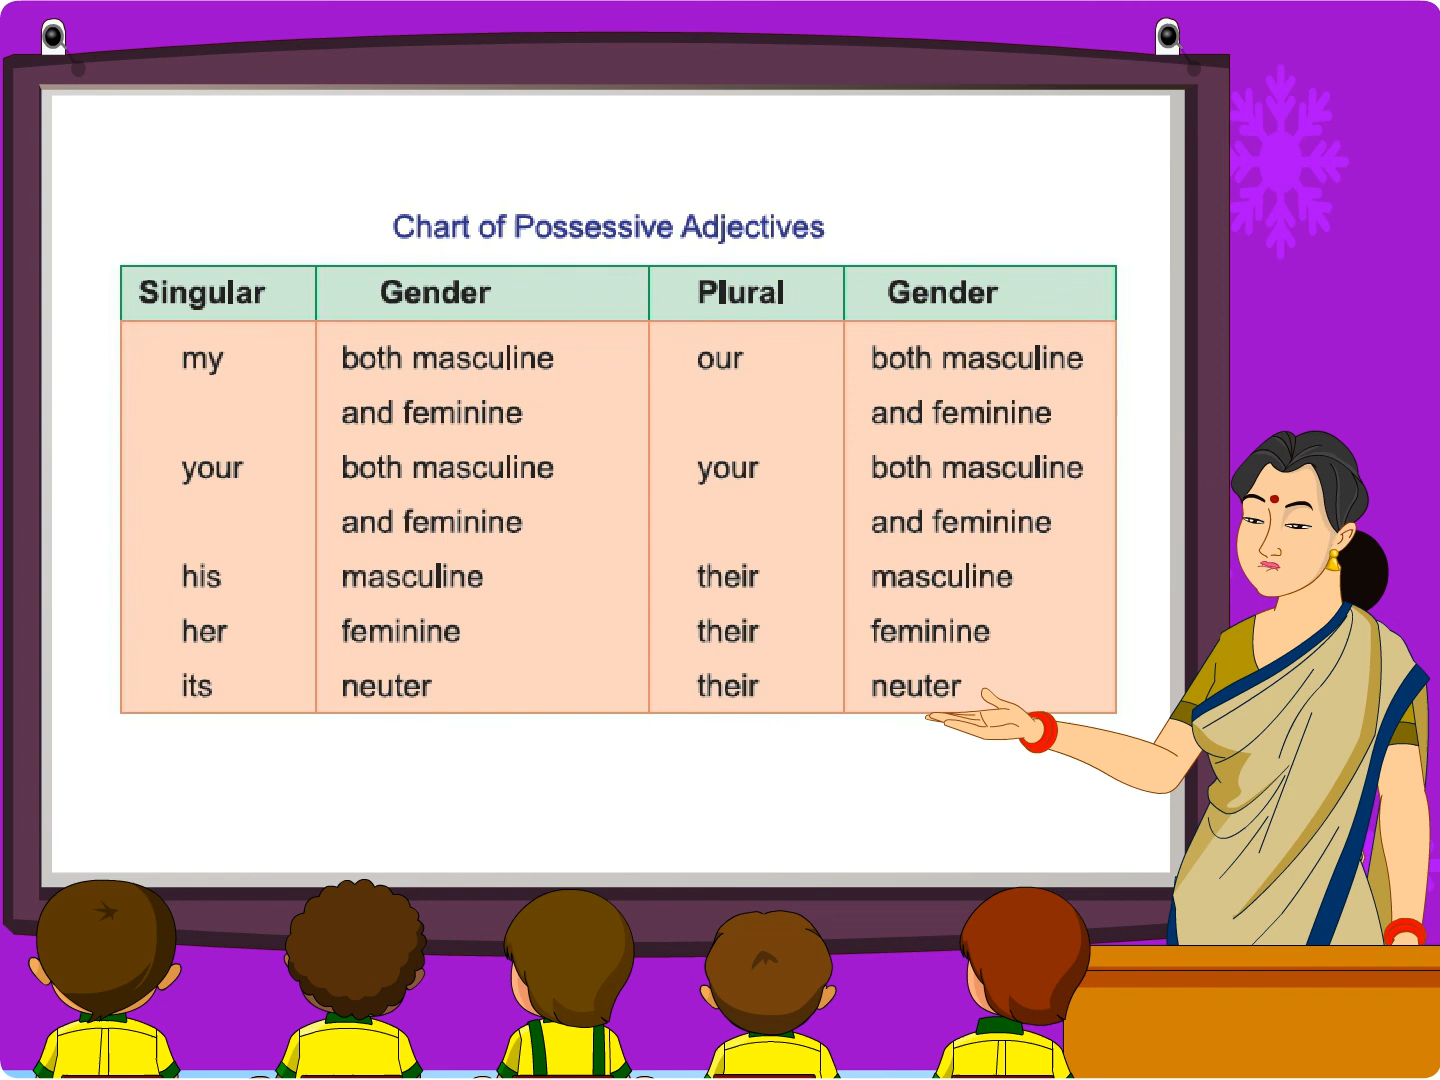 Chart of Possessive Adjectives
Singular Gender Plural Gender
my both masculine our both masculine
and feminine and feminine
your both masculine your both masculine
and feminine and feminine
his masculine their masculine
her feminine their feminine
its neuter their neuter